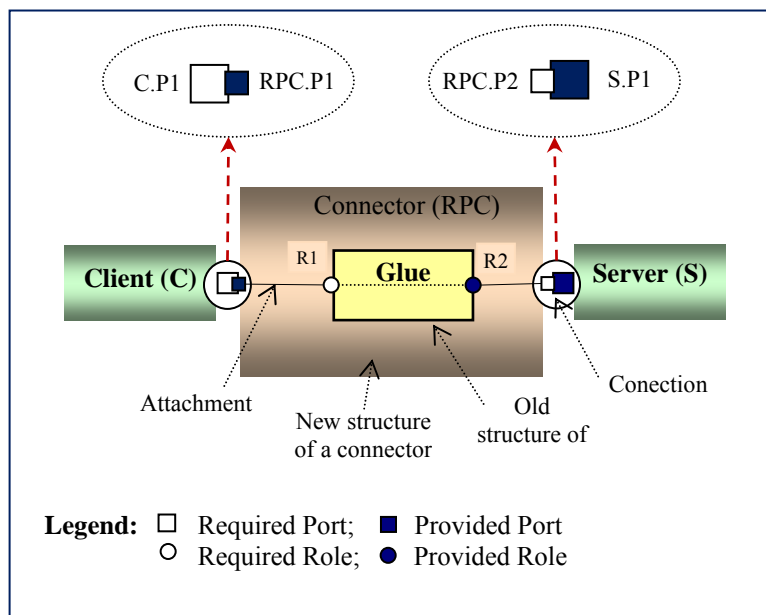 C.P1 RPC.P1
RPC.P2 S.P1
Connector (RPC)
Client (C)
R1
Glue
R2
Server (S)
Attachment
New structure
of a connector
Old
structure of
Conection
Legend: Required Port; Provided Port
Required Role; Provided Role